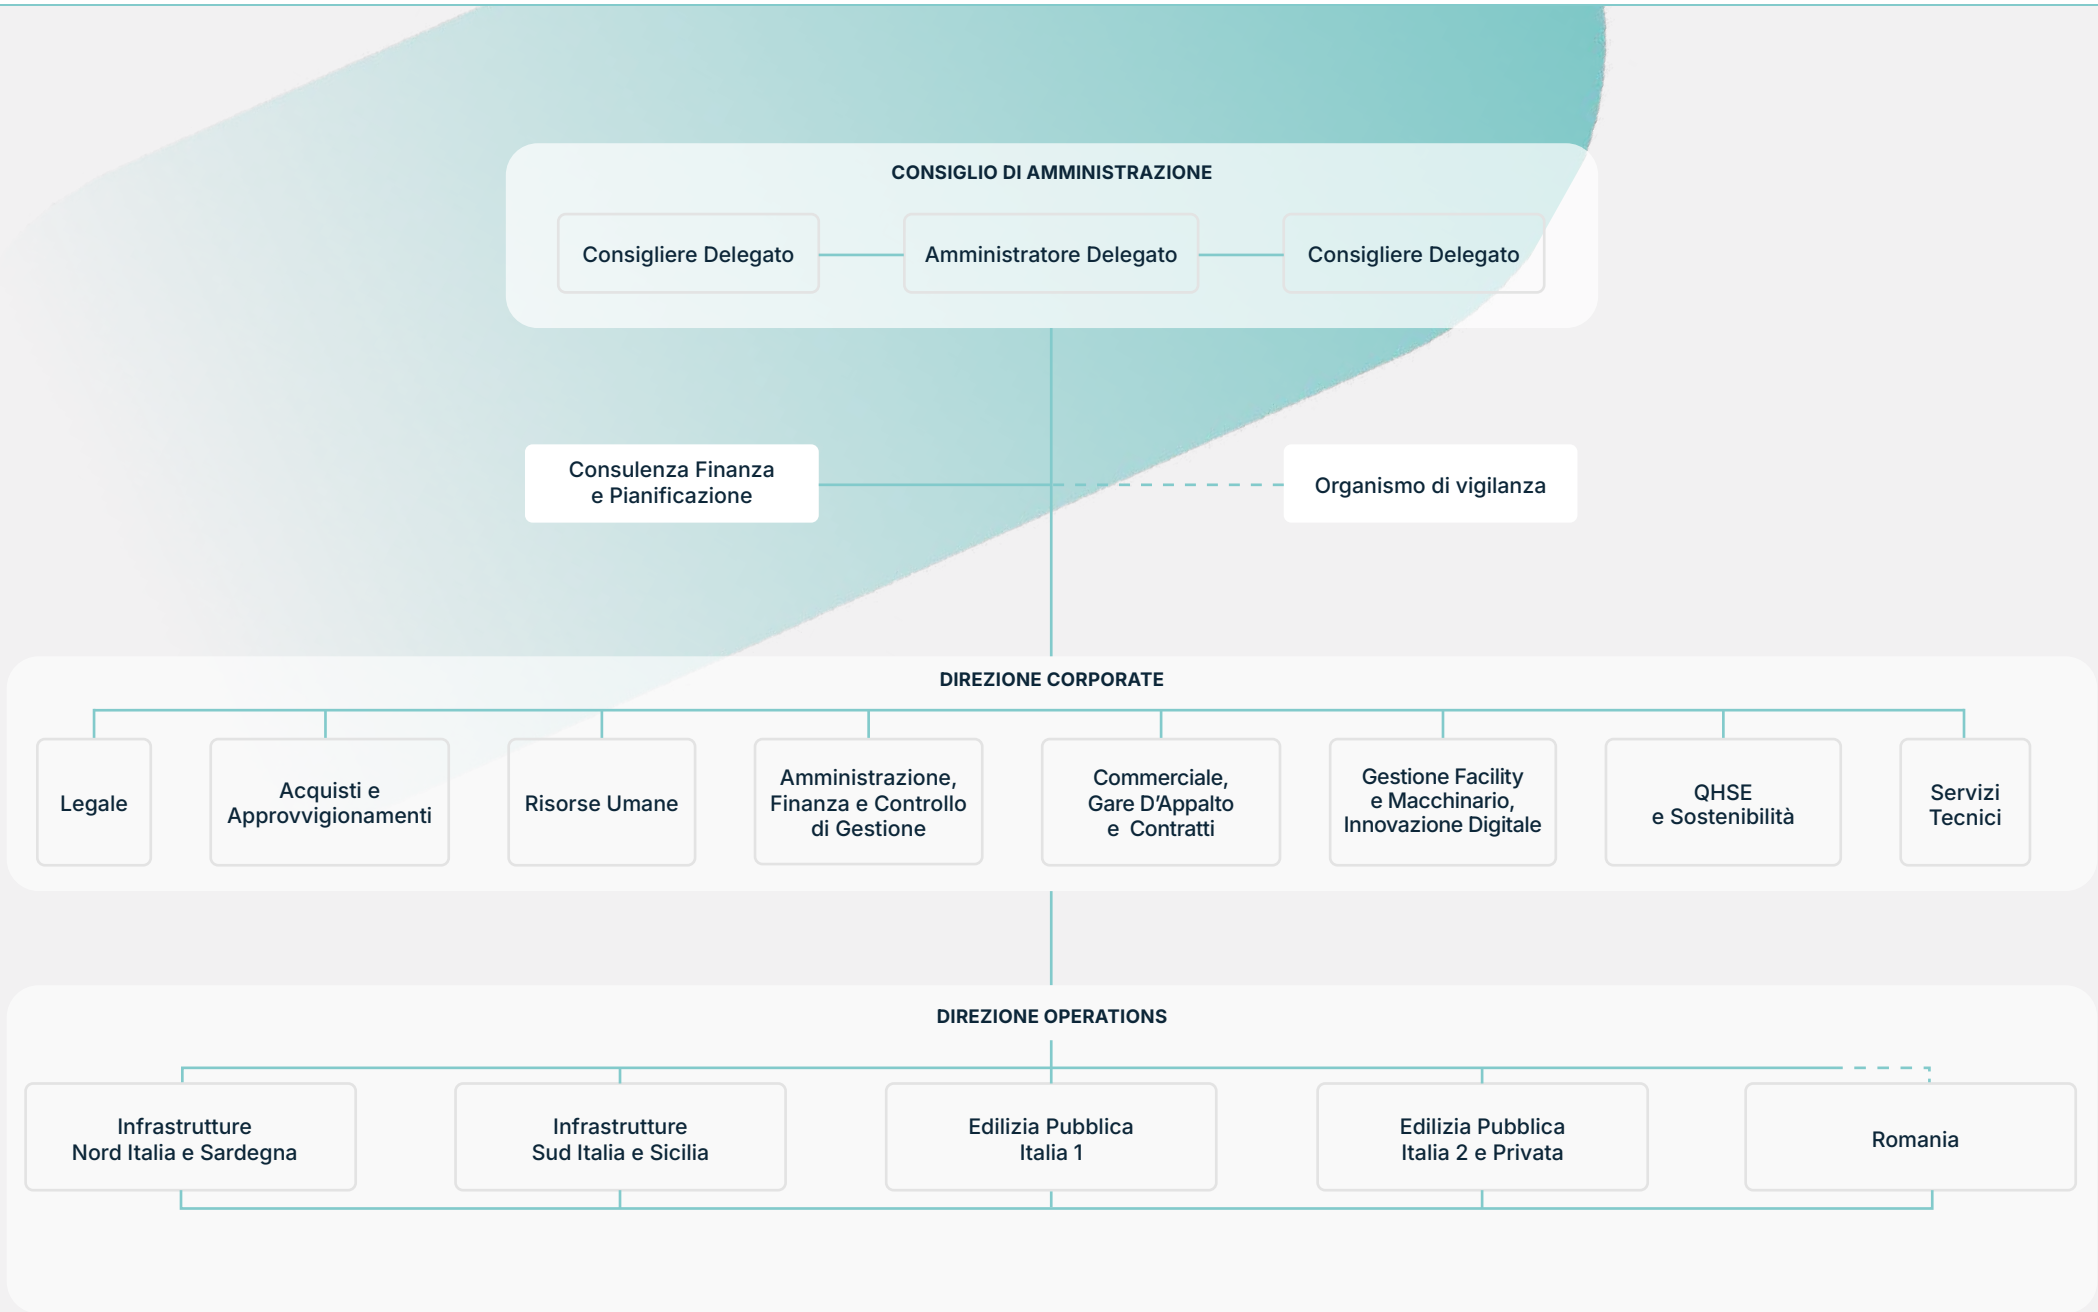 CONSIGLIO DI AMMINISTRAZIONE
Consigliere Delegato
Amministratore Delegato
Consigliere Delegato
Consulenza Finanza
e Pianificazione
Organismo di vigilanza
DIREZIONE CORPORATE
Legale
Acquisti e
Approvvigionamenti
Risorse Umane
Amministrazione,
Finanza e Controllo
di Gestione
Commerciale,
Gare D’Appalto
e Contratti
Gestione Facility
e Macchinario,
Innovazione Digitale
QHSE
e Sostenibilità
Servizi
Tecnici
DIREZIONE OPERATIONS
Infrastrutture
Nord Italia e Sardegna
Infrastrutture
Sud Italia e Sicilia
Edilizia Pubblica
Italia 1
Edilizia Pubblica
Italia 2 e Privata
Romania